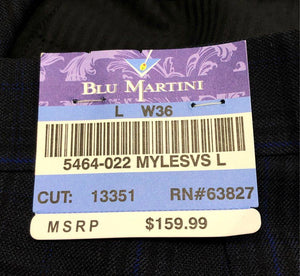 BLU MARTINI
L W36
5464-022 MYLESVS L
CUT: 13351 RN#63827
MSRP $159.99